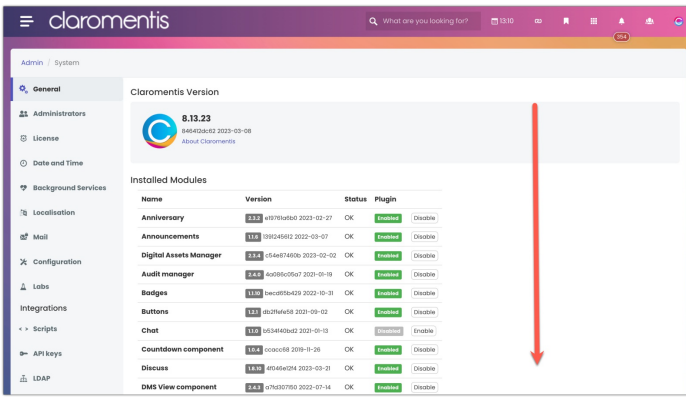 claromentis
What are you looking for?
13:10
354
Admin / System
General
Administrators
License
Date and Time
Background Services
Localisation
Mail
Configuration
Labs
Integrations
Scripts
API keys
LDAP
Claromentis Version
8.13.23
846412dc62 2023-03-08
About Claromentis
Installed Modules
Name Version Status Plugin
Anniversary 2.3.2 e19781a6b0 2023-02-27 OK Enabled Disable
Announcements 1.1.6 1391245612 2022-03-07 OK Enabled Disable
Digital Assets Manager 2.3.4 c54e87460b 2023-02-02 OK Enabled Disable
Audit manager 2.4.0 4a086c05a7 2021-01-19 OK Enabled Disable
Badges 1.1.10 becd65b429 2022-10-31 OK Enabled Disable
Buttons 1.2.1 db2ffefe58 2021-09-02 OK Enabled Disable
Chat 1.1.0 b534f40bd2 2021-01-13 OK Disabled Enable
Countdown component 1.0.4 ccacc68 2019-11-26 OK Enabled Disable
Discuss 1.8.10 4f046e12f4 2023-03-21 OK Enabled Disable
DMS View component 2.4.3 a7fd307150 2022-07-14 OK Enabled Disable